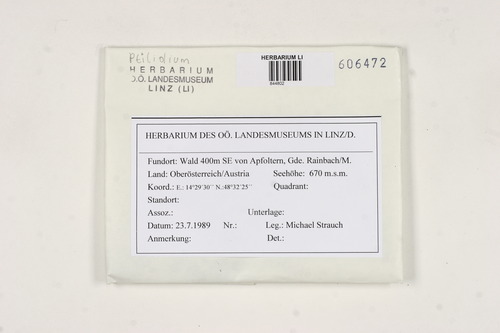 Ptilidium
HERBARIUM
O.Ö. LANDESMUSEUM
LINZ (LI)
HERBARIUM LI
844802
606472
HERBARIUM DES OÖ. LANDESMUSEUMS IN LINZ/D.
Fundort: Wald 400m SE von Apfoltern, Gde. Rainbach/M.
Land: Oberösterreich/Austria Seehöhe: 670 m.s.m.
Koord.: E.: 14°29´30´´ N.:48°32´25´´ Quadrant:
Standort:
Assoz.: Unterlage:
Datum: 23.7.1989 Nr.: Leg.: Michael Strauch
Anmerkung: Det.: